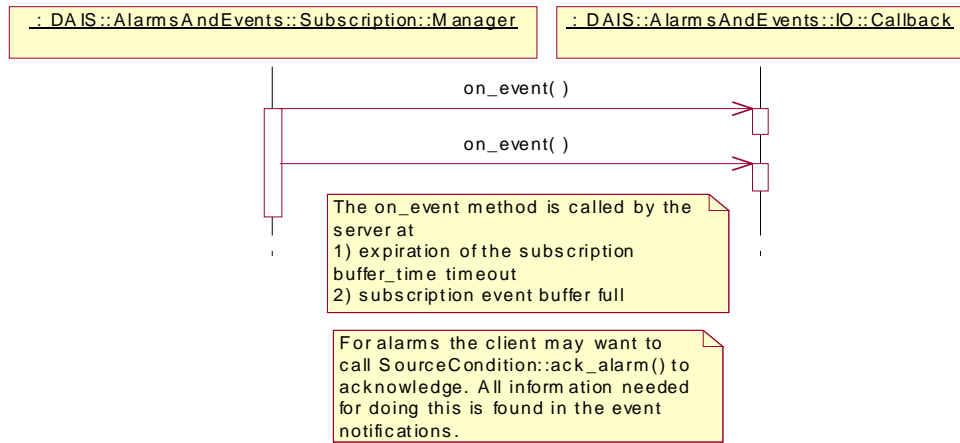 : DAIS::AlarmsAndEvents::Subscription::Manager
: DAIS::AlarmsAndEvents::IO::Callback
on_event( )
on_event( )
The on_event method is called by the
server at
1) expiration of the subscription
buffer_time timeout
2) subscription event buffer full
For alarms the client may want to
call SourceCondition::ack_alarm() to
acknowledge. All information needed
for doing this is found in the event
notifications.